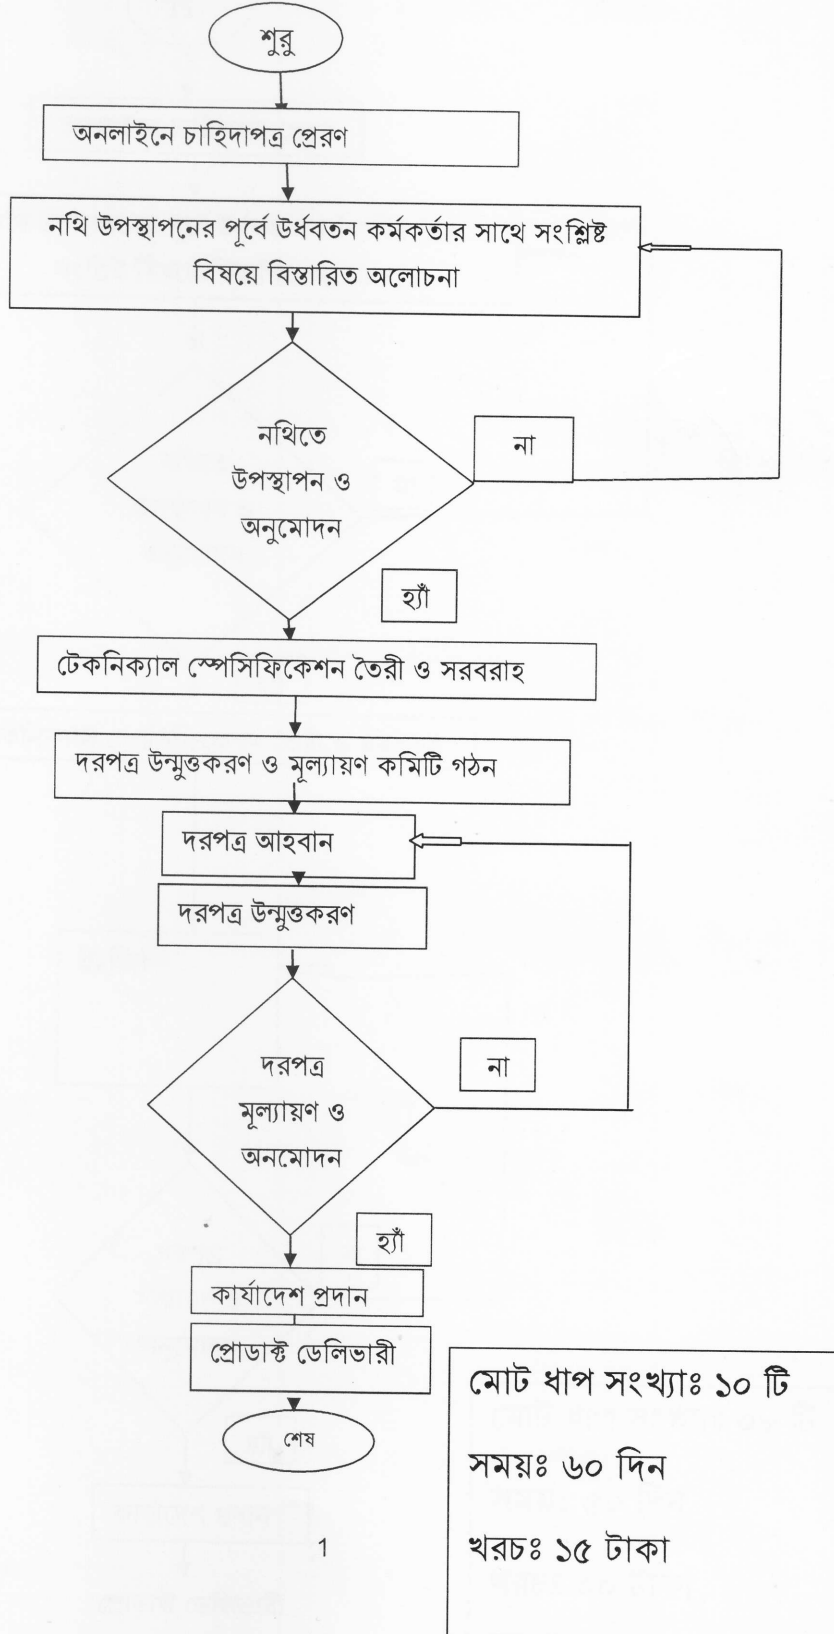 শুরু
অনলাইনে চাহিদাপত্র প্রেরণ
নথি উপস্থাপনের পূর্বে উর্ধবতন কর্মকর্তার সাথে সংশ্লিষ্ট
বিষয়ে বিস্তারিত অলোচনা
নথিতে
উপস্থাপন ও
অনুমোদন
না
হ্যাঁ
টেকনিক্যাল স্পেসিফিকেশন তৈরী ও সরবরাহ
দরপত্র উন্মুত্তকরণ ও মূল্যায়ণ কমিটি গঠন
দরপত্র আহবান
দরপত্র উন্মুত্তকরণ
দরপত্র
মূল্যায়ণ ও
অনমোদন
না
হ্যাঁ
কার্যাদেশ প্রদান
প্রোডাক্ট ডেলিভারী
শেষ
মোট ধাপ সংখ্যাঃ ১০ টি
সময়ঃ ৬০ দিন
খরচঃ ১৫ টাকা
1